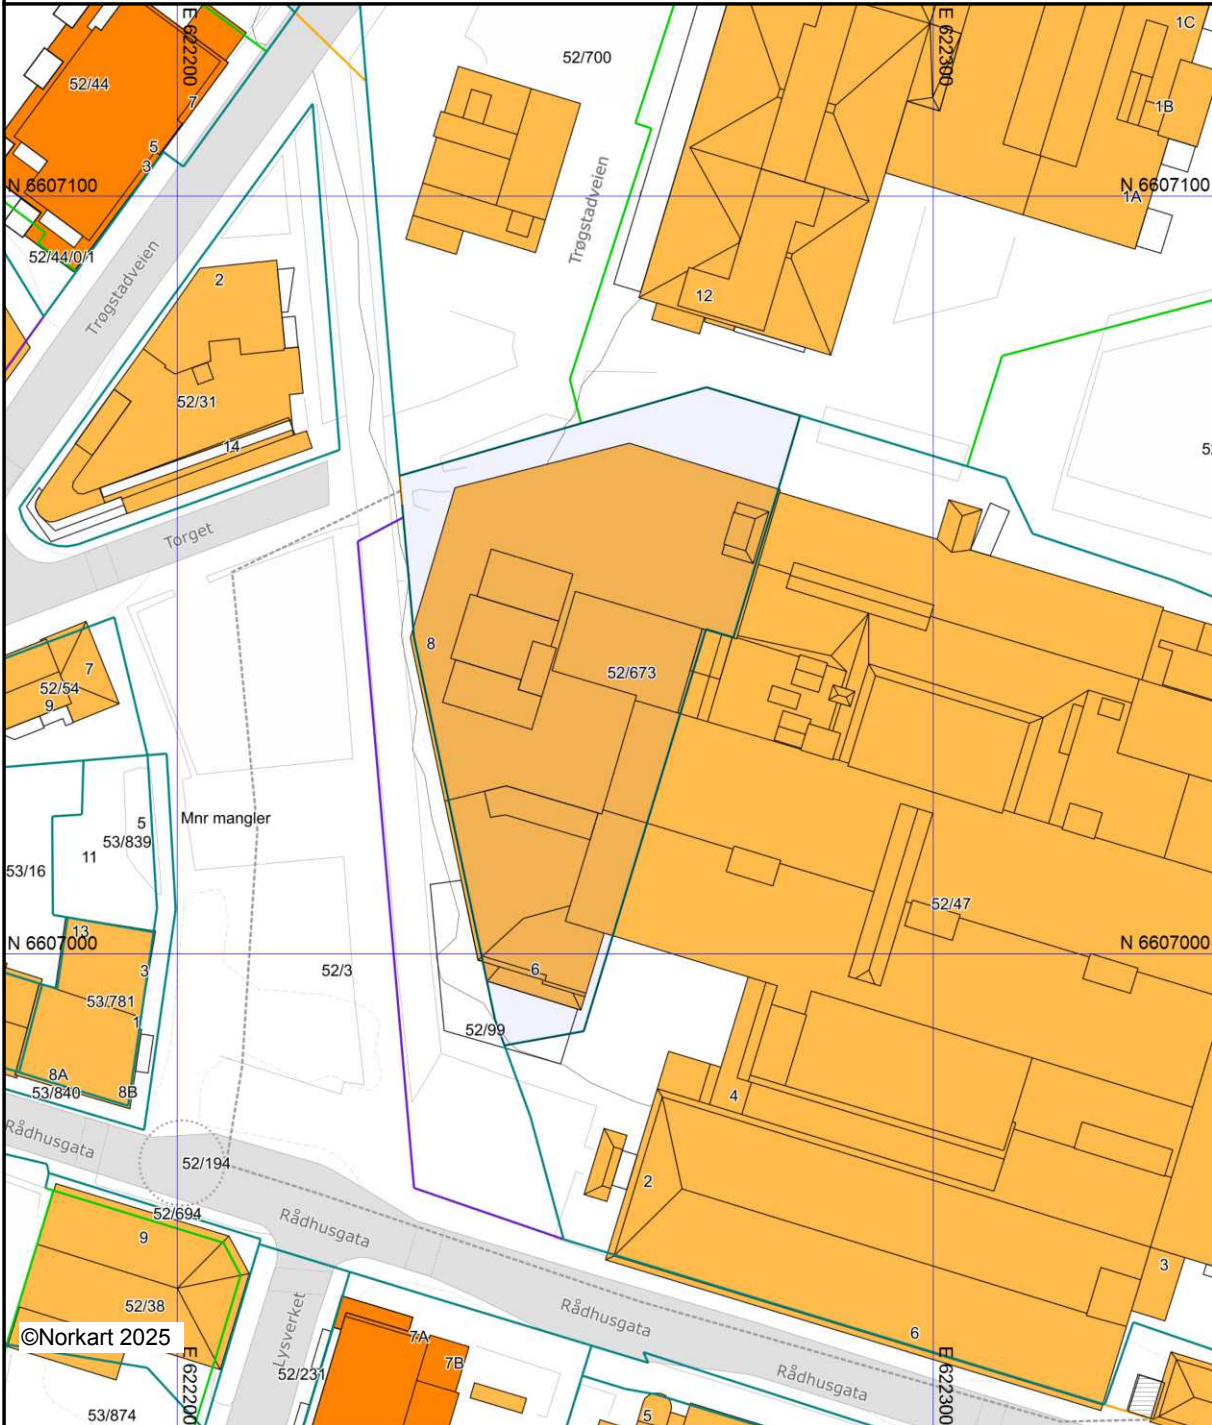 E 622200
E 622300
1C
52/700
52/44
7
1B
5
3
N 6607100
N 6607100
1A
Trøgstadveien
52/44/0/1
2
Trøgstadveien
12
52/31
14
Torget
8
7
52/54
9
52/673
Mnr mangler
5
53/839
11
53/16
52/47
13
N 6607000
N 6607000
3
52/3
6
53/781
1
52/99
8A
8B
53/840
4
Rådhusgata
52/194
2
52/694
Rådhusgata
9
3
52/38
Rådhusgata
©Norkart 2025
7A
6
Lysverket
7B
52/231
Rådhusgata
E 622200
E 622300
53/874
5